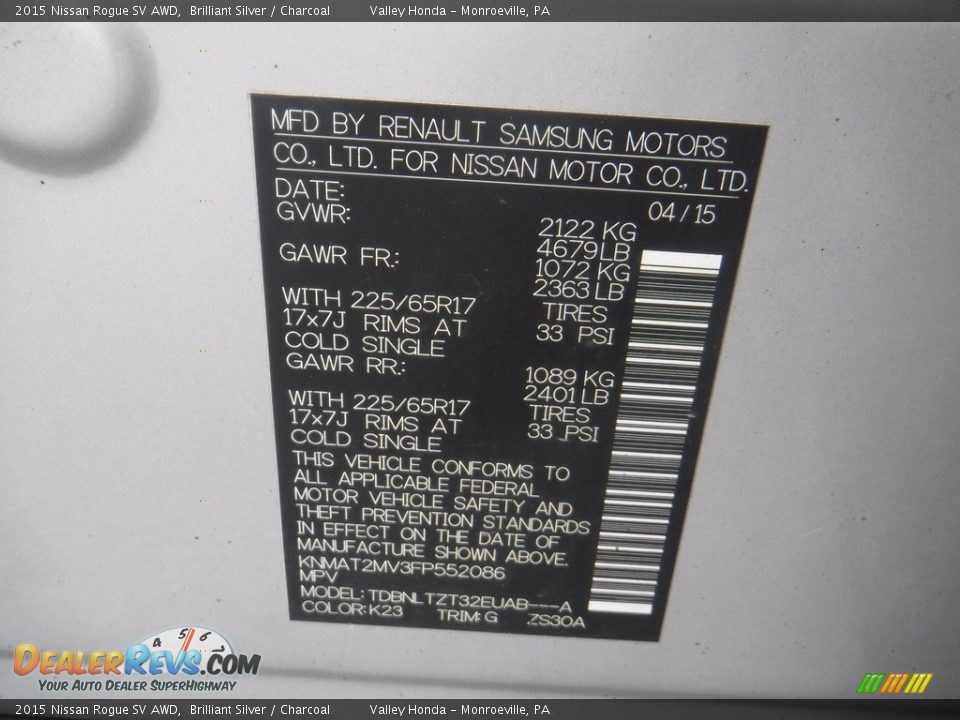 2015 Nissan Rogue SV AWD, Brilliant Silver / Charcoal Valley Honda - Monroeville, PA
MFD BY RENAULT SAMSUNG MOTORS
CO., LTD. FOR NISSAN MOTOR CO., LTD.
DATE: 04/15
GVWR: 2122 KG
4679 LB
GAWR FR.: 1072 KG
2363 LB
WITH 225/65R17 TIRES
17x7J RIMS AT 33 PSI
COLD SINGLE
GAWR RR.: 1089 KG
2401 LB
WITH 225/65R17 TIRES
17x7J RIMS AT 33 PSI
COLD SINGLE
THIS VEHICLE CONFORMS TO
ALL APPLICABLE FEDERAL
MOTOR VEHICLE SAFETY AND
THEFT PREVENTION STANDARDS
IN EFFECT ON THE DATE OF
MANUFACTURE SHOWN ABOVE.
KNMAT2MV3FP552086
MPV
MODEL: TDBNLTZT32EUAB---A
COLOR: K23 TRIM: G ZS30A
4 5 6
DEALERREVS.COM
YOUR AUTO DEALER SUPERHIGHWAY
2015 Nissan Rogue SV AWD, Brilliant Silver / Charcoal Valley Honda - Monroeville, PA